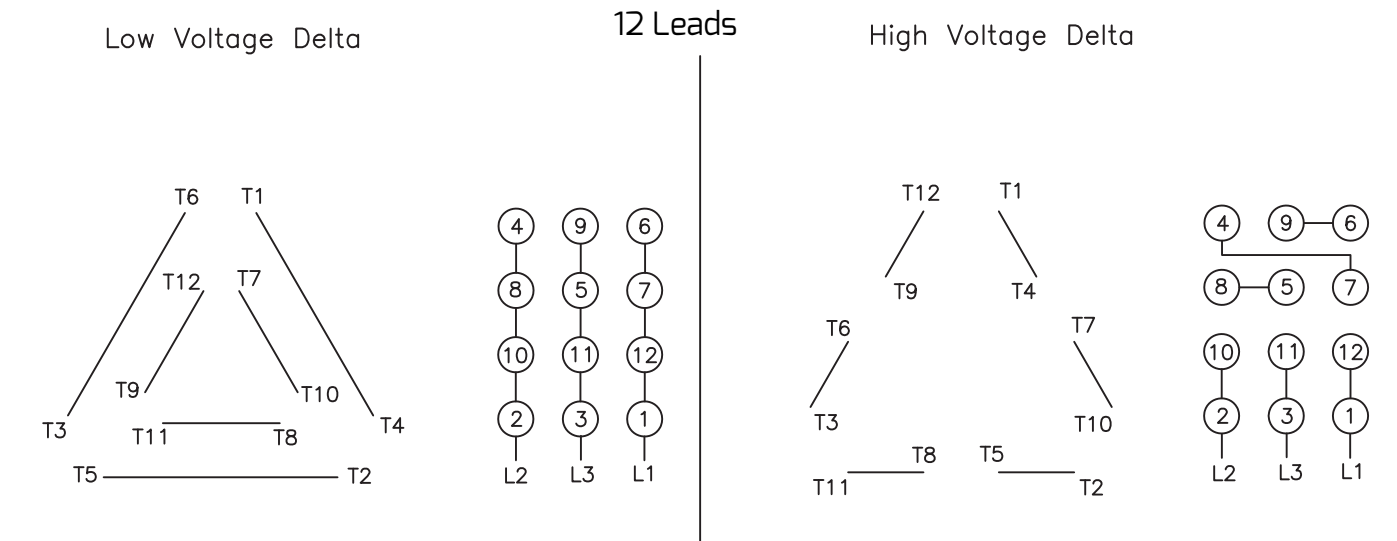 12 Leads
Low Voltage Delta
T6 T1
T12 T7
T9 T10
T3 T4
T11 T8
T5 T2
4 9 6
8 5 7
10 11 12
2 3 1
L2 L3 L1
High Voltage Delta
T12 T1
T9 T4
T6 T7
T3 T10
T8 T5
T11 T2
4 9 6
8 5 7
10 11 12
2 3 1
L2 L3 L1